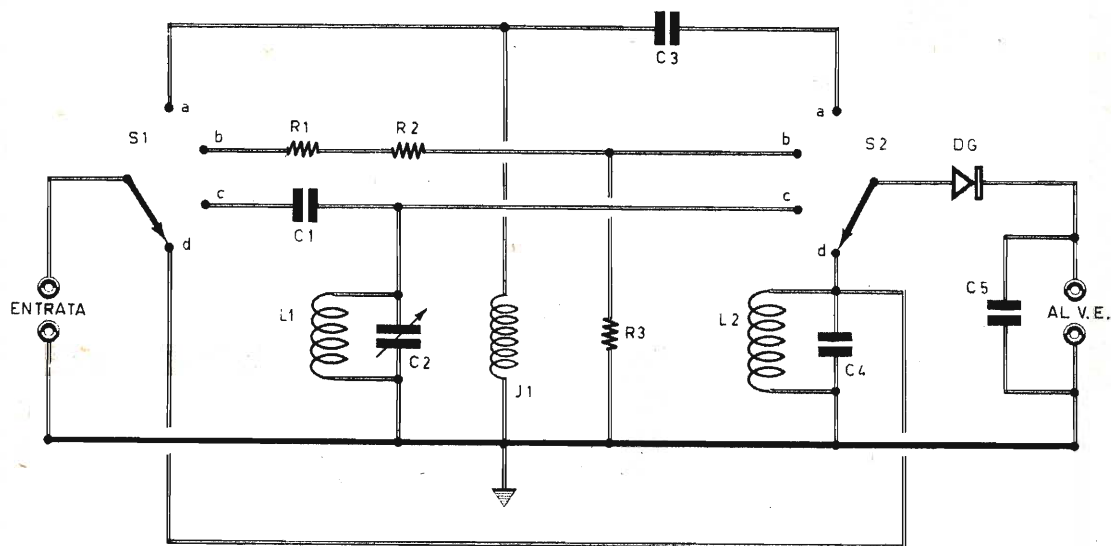 C3
a
a
S1
b
R1
R2
b
S2
DG
c
C1
c
d
d
ENTRATA
L1
C2
J1
R3
L2
C4
C5
AL V.E.